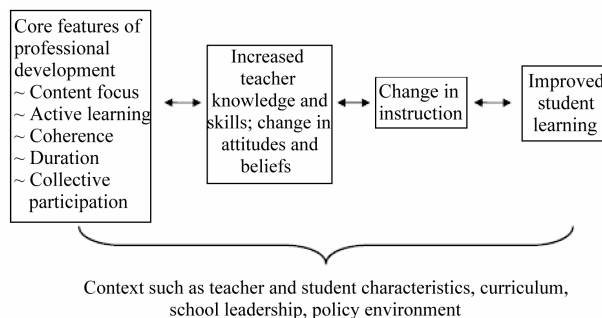 Core features of
professional
development
~ Content focus
~ Active learning
~ Coherence
~ Duration
~ Collective
participation
Increased
teacher
knowledge and
skills; change in
attitudes and
beliefs
Change in
instruction
Improved
student
learning
Context such as teacher and student characteristics, curriculum,
school leadership, policy environment